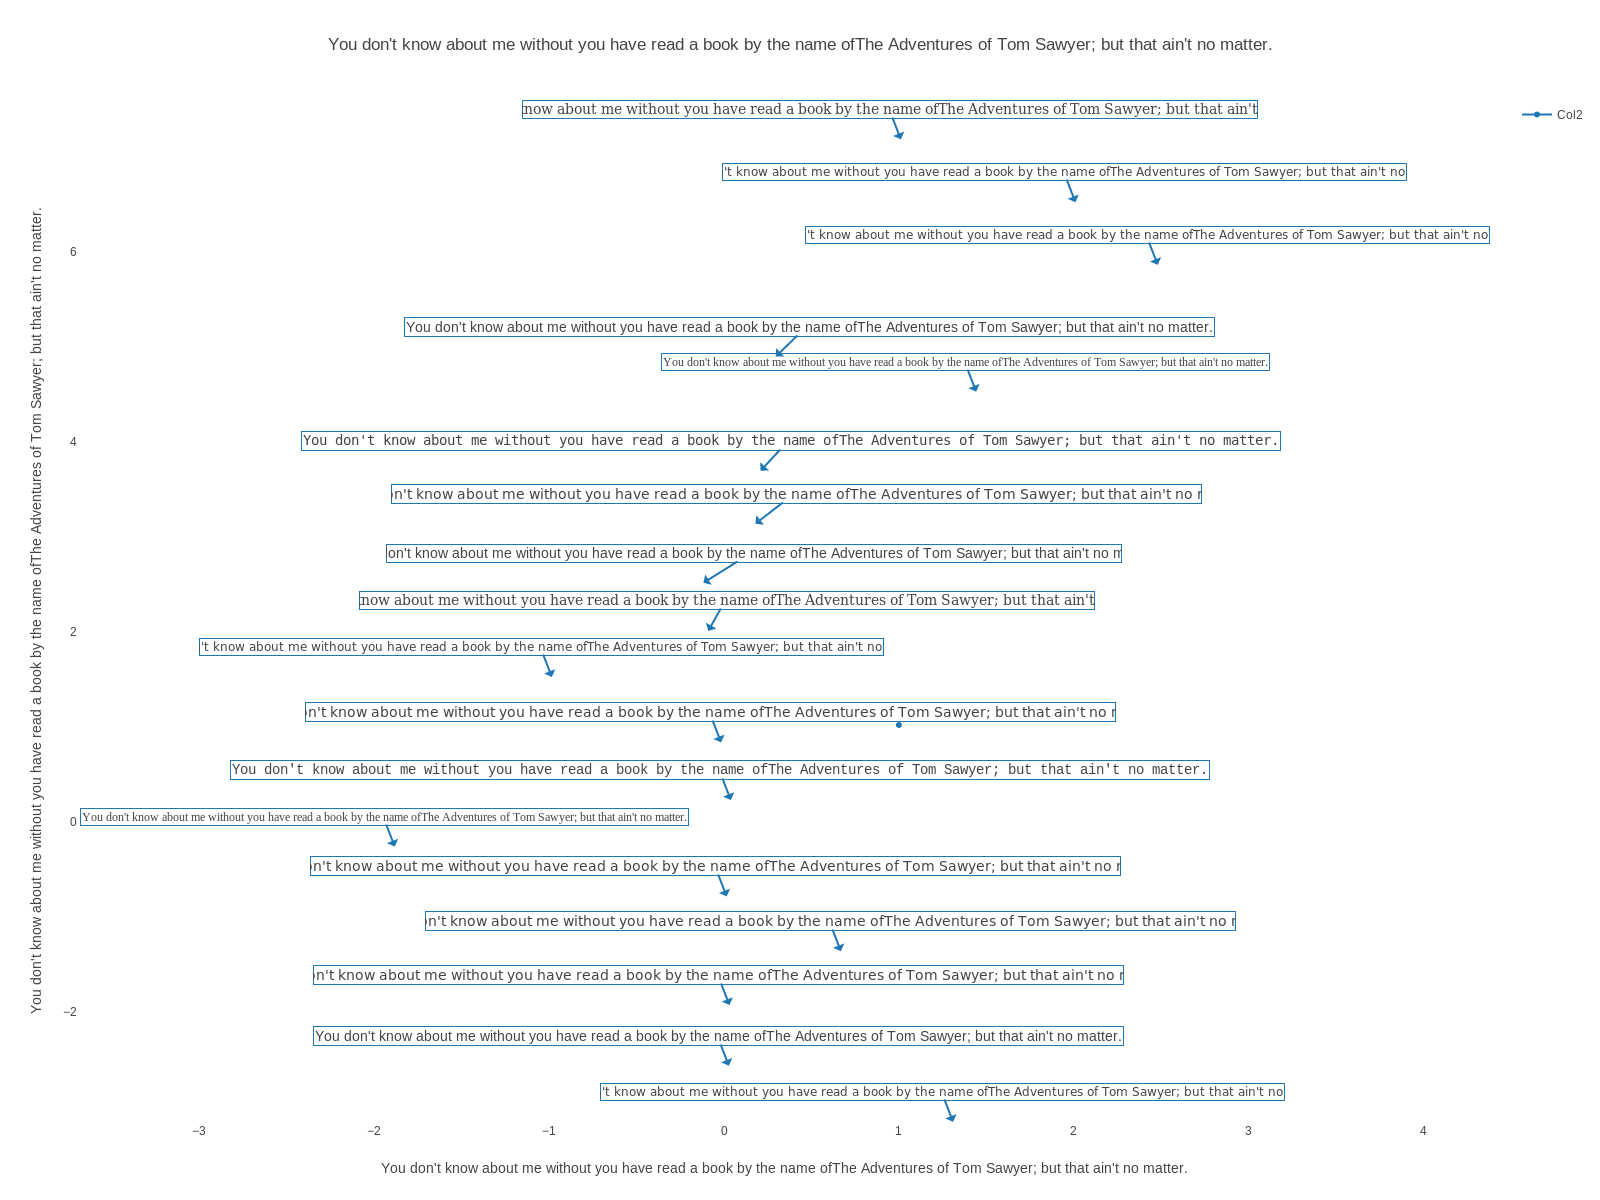 You don't know about me without you have read a book by the name ofThe Adventures of Tom Sawyer; but that ain't no matter.
now about me without you have read a book by the name ofThe Adventures of Tom Sawyer; but that ain't
Col2
't know about me without you have read a book by the name ofThe Adventures of Tom Sawyer; but that ain't no
't know about me without you have read a book by the name ofThe Adventures of Tom Sawyer; but that ain't no
6
You don't know about me without you have read a book by the name ofThe Adventures of Tom Sawyer; but that ain't no matter.
You don't know about me without you have read a book by the name ofThe Adventures of Tom Sawyer; but that ain't no matter.
4
You don't know about me without you have read a book by the name ofThe Adventures of Tom Sawyer; but that ain't no matter.
n't know about me without you have read a book by the name ofThe Adventures of Tom Sawyer; but that ain't no
on't know about me without you have read a book by the name ofThe Adventures of Tom Sawyer; but that ain't no m
now about me without you have read a book by the name ofThe Adventures of Tom Sawyer; but that ain't
2
't know about me without you have read a book by the name ofThe Adventures of Tom Sawyer; but that ain't no
n't know about me without you have read a book by the name ofThe Adventures of Tom Sawyer; but that ain't no
You don't know about me without you have read a book by the name ofThe Adventures of Tom Sawyer; but that ain't no matter.
0
You don't know about me without you have read a book by the name ofThe Adventures of Tom Sawyer; but that ain't no matter.
n't know about me without you have read a book by the name ofThe Adventures of Tom Sawyer; but that ain't no
n't know about me without you have read a book by the name ofThe Adventures of Tom Sawyer; but that ain't no
n't know about me without you have read a book by the name ofThe Adventures of Tom Sawyer; but that ain't no
−2
You don't know about me without you have read a book by the name ofThe Adventures of Tom Sawyer; but that ain't no matter.
't know about me without you have read a book by the name ofThe Adventures of Tom Sawyer; but that ain't no
−3 −2 −1 0 1 2 3 4
You don't know about me without you have read a book by the name ofThe Adventures of Tom Sawyer; but that ain't no matter.
You don't know about me without you have read a book by the name ofThe Adventures of Tom Sawyer; but that ain't no matter.